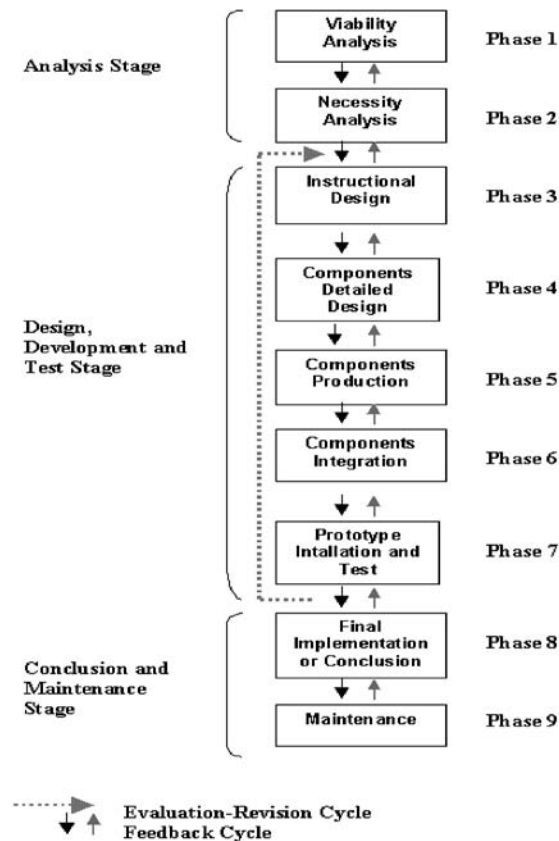 Viability
Analysis
Phase 1
Analysis Stage
Necessity
Analysis
Phase 2
Instructional
Design
Phase 3
Components
Detailed
Design
Phase 4
Design,
Development and
Test Stage
Components
Production
Phase 5
Components
Integration
Phase 6
Prototype
Intallation and
Test
Phase 7
Final
Implementation
or Conclusion
Phase 8
Conclusion and
Maintenance
Stage
Maintenance
Phase 9
Evaluation-Revision Cycle
Feedback Cycle